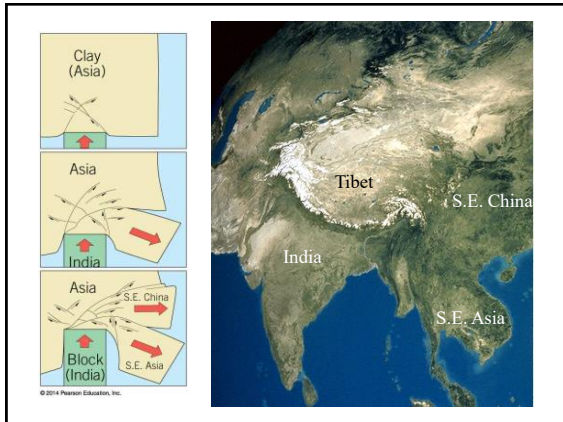 Clay
(Asia)
Asia
India
Asia
S.E. China
Block
(India)
S.E. Asia
© 2014 Pearson Education, Inc.
Tibet
S.E. China
India
S.E. Asia